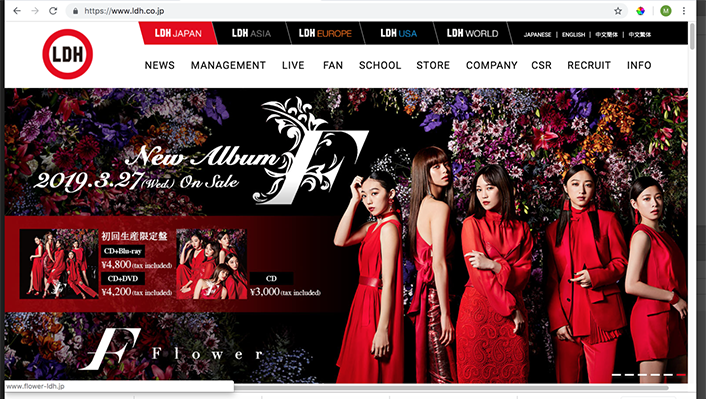 https://www.ldh.co.jp
M
LDH JAPAN LDH ASIA LDH EUROPE LDH USA LDH WORLD JAPANESE | ENGLISH | 中文簡体 | 中文繁体
LDH
NEWS MANAGEMENT LIVE FAN SCHOOL STORE COMPANY CSR RECRUIT INFO
New Album F
2019.3.27(Wed.) On Sale
初回生産限定盤
CD+Blu-ray
¥4,800(tax included)
CD+DVD
¥4,200(tax included)
CD
¥3,000(tax included)
F Flower
www.flower-ldh.jp